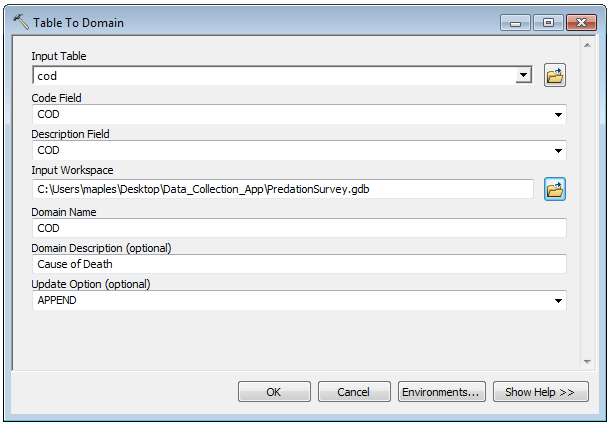 Table To Domain
Input Table
cod
Code Field
COD
Description Field
COD
Input Workspace
C:\Users\maples\Desktop\Data_Collection_App\PredationSurvey.gdb
Domain Name
COD
Domain Description (optional)
Cause of Death
Update Option (optional)
APPEND
OK
Cancel
Environments...
Show Help >>